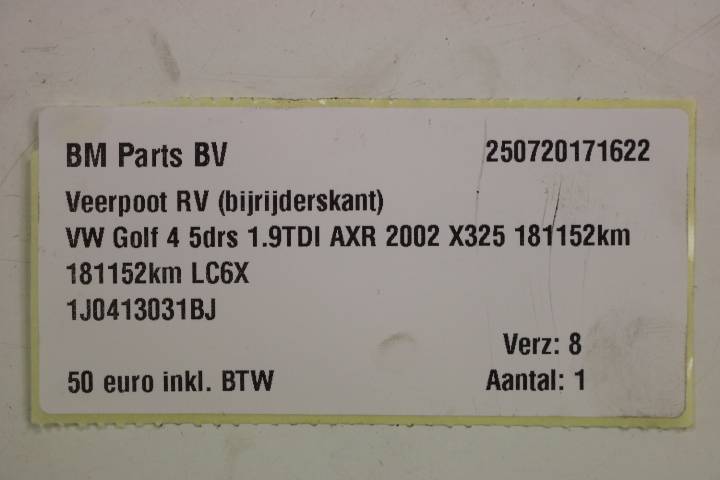 BM Parts BV 250720171622
Veerpoot RV (bijrijderskant)
VW Golf 4 5drs 1.9TDI AXR 2002 X325 181152km
181152km LC6X
1J0413031BJ
Verz: 8
50 euro inkl. BTW Aantal: 1